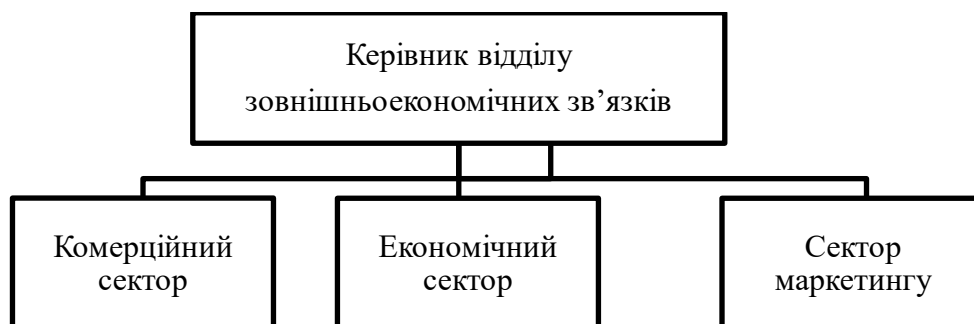 Керівник відділу
зовнішньоекономічних зв’язків
Комерційний
сектор
Економічний
сектор
Сектор
маркетингу